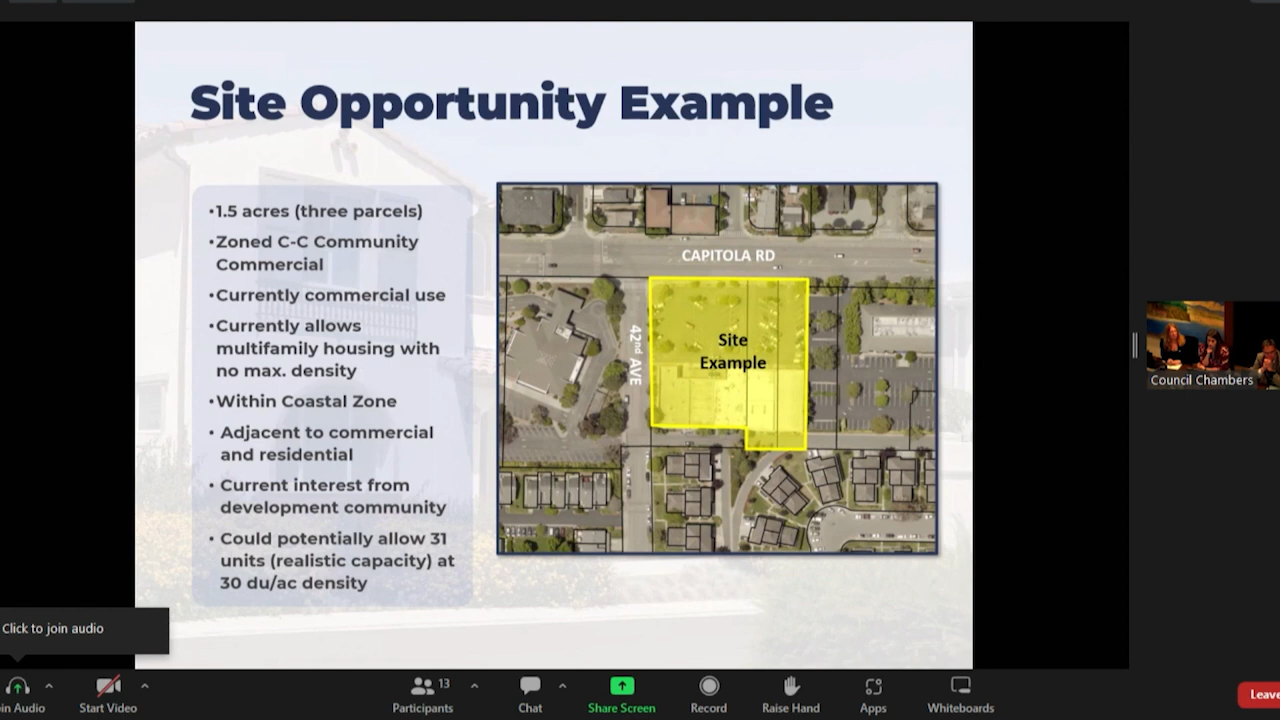 Site Opportunity Example
•1.5 acres (three parcels)
•Zoned C-C Community
Commercial
•Currently commercial use
•Currently allows
multifamily housing with
no max. density
•Within Coastal Zone
• Adjacent to commercial
and residential
• Current interest from
development community
• Could potentially allow 31
units (realistic capacity) at
30 du/ac density
CAPITOLA RD
42nd AVE
Site
Example
Council Chambers
Click to join audio
in Audio
Start Video
Participants
13
Chat
Share Screen
Record
Raise Hand
Apps
Whiteboards
Leave